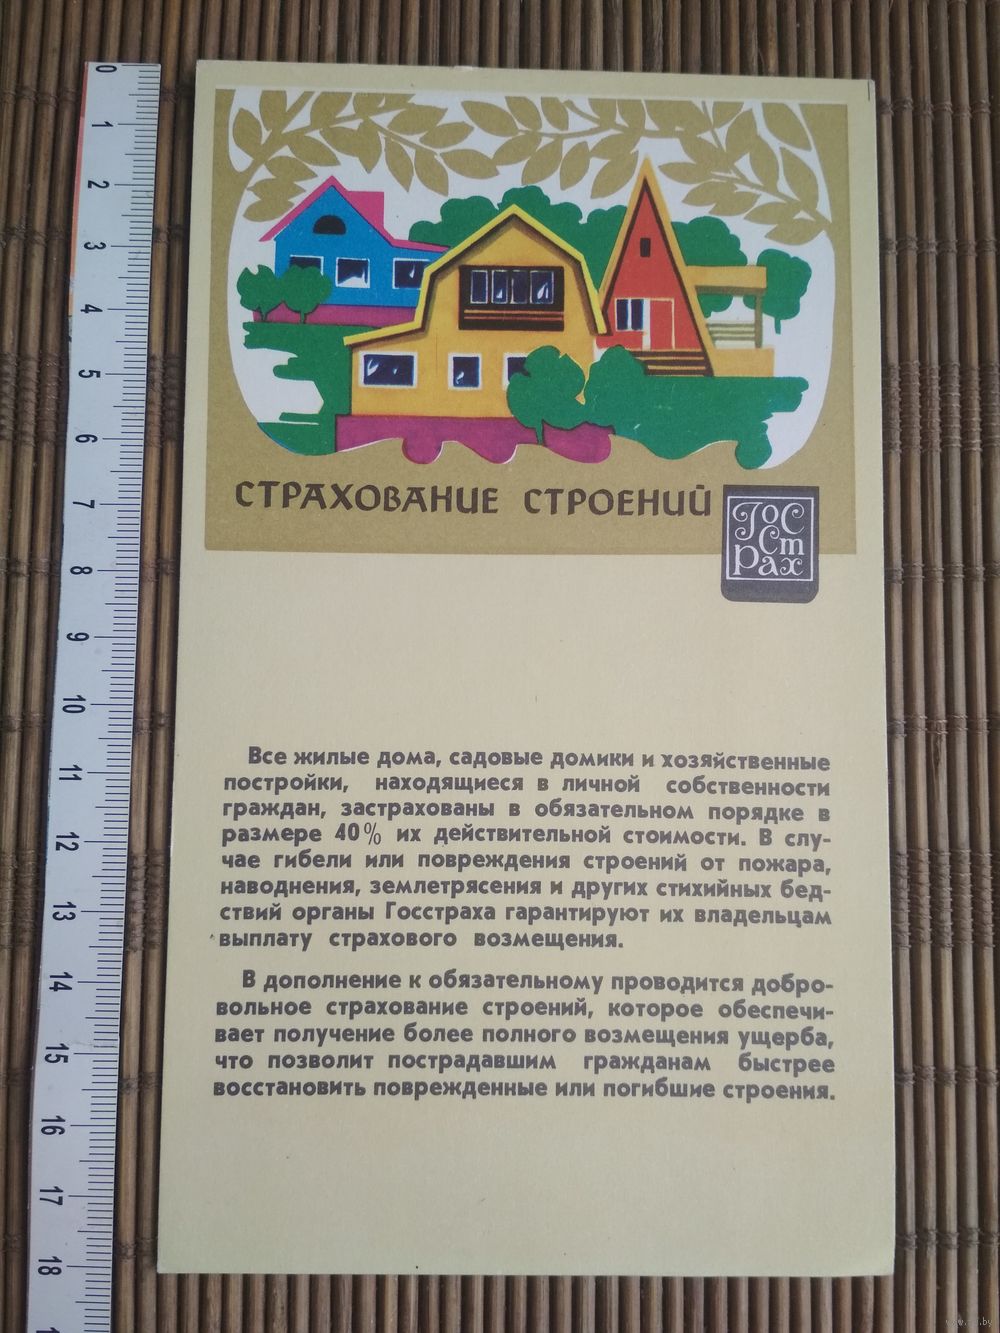 0
1
2
3
4
5
6
7
8
9
10
11
12
13
14
15
16
17
18
СТРАХОВАНИЕ СТРОЕНИЙ
ГОС
Ст
РАХ
Все жилые дома, садовые домики и хозяйственные
постройки, находящиеся в личной собственности
граждан, застрахованы в обязательном порядке в
размере 40% их действительной стоимости. В слу-
чае гибели или повреждения строений от пожара,
наводнения, землетрясения и других стихийных бед-
ствий органы Госстраха гарантируют их владельцам
выплату страхового возмещения.
В дополнение к обязательному проводится добро-
вольное страхование строений, которое обеспечи-
вает получение более полного возмещения ущерба,
что позволит пострадавшим гражданам быстрее
восстановить поврежденные или погибшие строения.